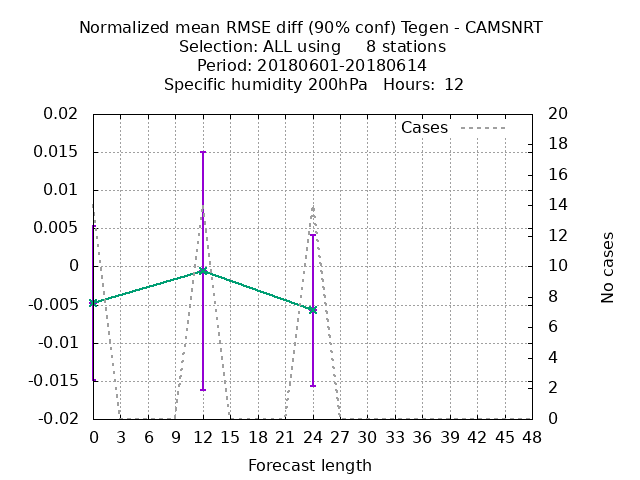 Normalized mean RMSE diff (90% conf) Tegen - CAMSNRT
Selection: ALL using     8 stations
Period: 20180601-20180614
Specific humidity 200hPa   Hours:  12
Cases
0.02
0.015
0.01
0.005
0
-0.005
-0.01
-0.015
-0.02
20
18
16
14
12
10
8
6
4
2
0
No cases
0 3 6 9 12 15 18 21 24 27 30 33 36 39 42 45 48
Forecast length